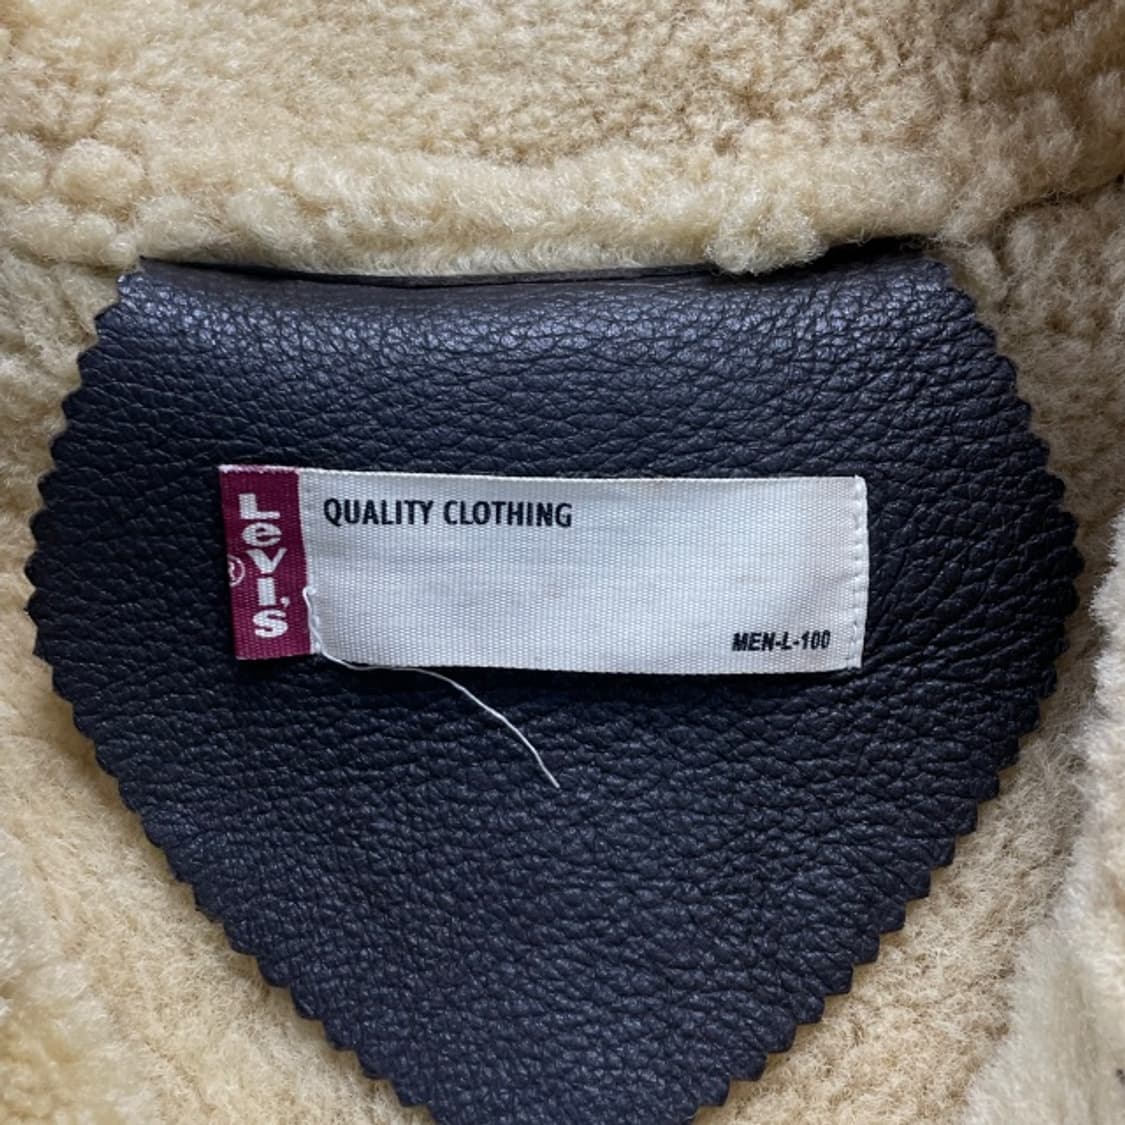 Levi's
®
QUALITY CLOTHING
MEN-L-100